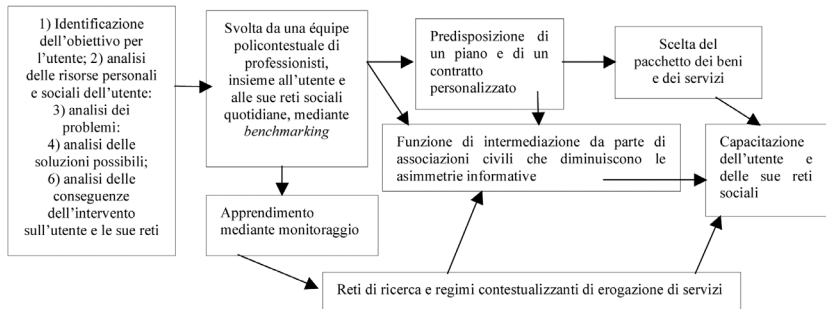 1) Identificazione
dell'obiettivo per
l'utente; 2) analisi
delle risorse personali
e sociali dell'utente:
3) analisi dei
problemi:
4) analisi delle
soluzioni possibili;
6) analisi delle
conseguenze
dell'intervento
sull'utente e le sue reti
Svolta da una équipe
policontestuale di
professionisti,
insieme all'utente e
alle sue reti sociali
quotidiane, mediante
benchmarking
Predisposizione di
un piano e di un
contratto
personalizzato
Scelta del
pacchetto dei beni
e dei servizi
Funzione di intermediazione da parte di
associazioni civili che diminuiscono le
asimmetrie informative
Capacitazione
dell'utente e
delle sue reti
sociali
Apprendimento
mediante monitoraggio
Reti di ricerca e regimi contestualizzanti di erogazione di servizi